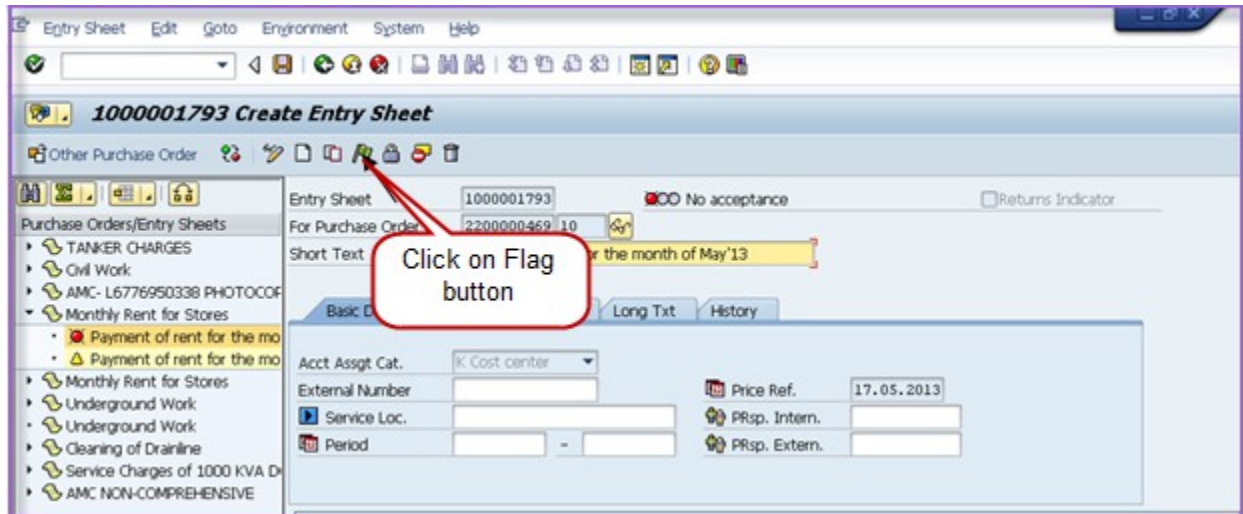 Entry Sheet Edit Goto Environment System Help
1000001793 Create Entry Sheet
Other Purchase Order
Entry Sheet 1000001793 No acceptance Returns Indicator
Purchase Orders/Entry Sheets
For Purchase Order 2200000469 10
TANKER CHARGES
Short Text r the month of May'13
Click on Flag
button
Civil Work
AMC- L6776950338 PHOTOCOP
Monthly Rent for Stores
Basic D Long Txt History
Payment of rent for the mo
Payment of rent for the mo
Acct Assgt Cat. K Cost center
Monthly Rent for Stores
External Number Price Ref. 17.05.2013
Underground Work
Service Loc. PRsp. Intern.
Underground Work
Period - PRsp. Extern.
Cleaning of Drainline
Service Charges of 1000 KVA D
AMC NON-COMPREHENSIVE